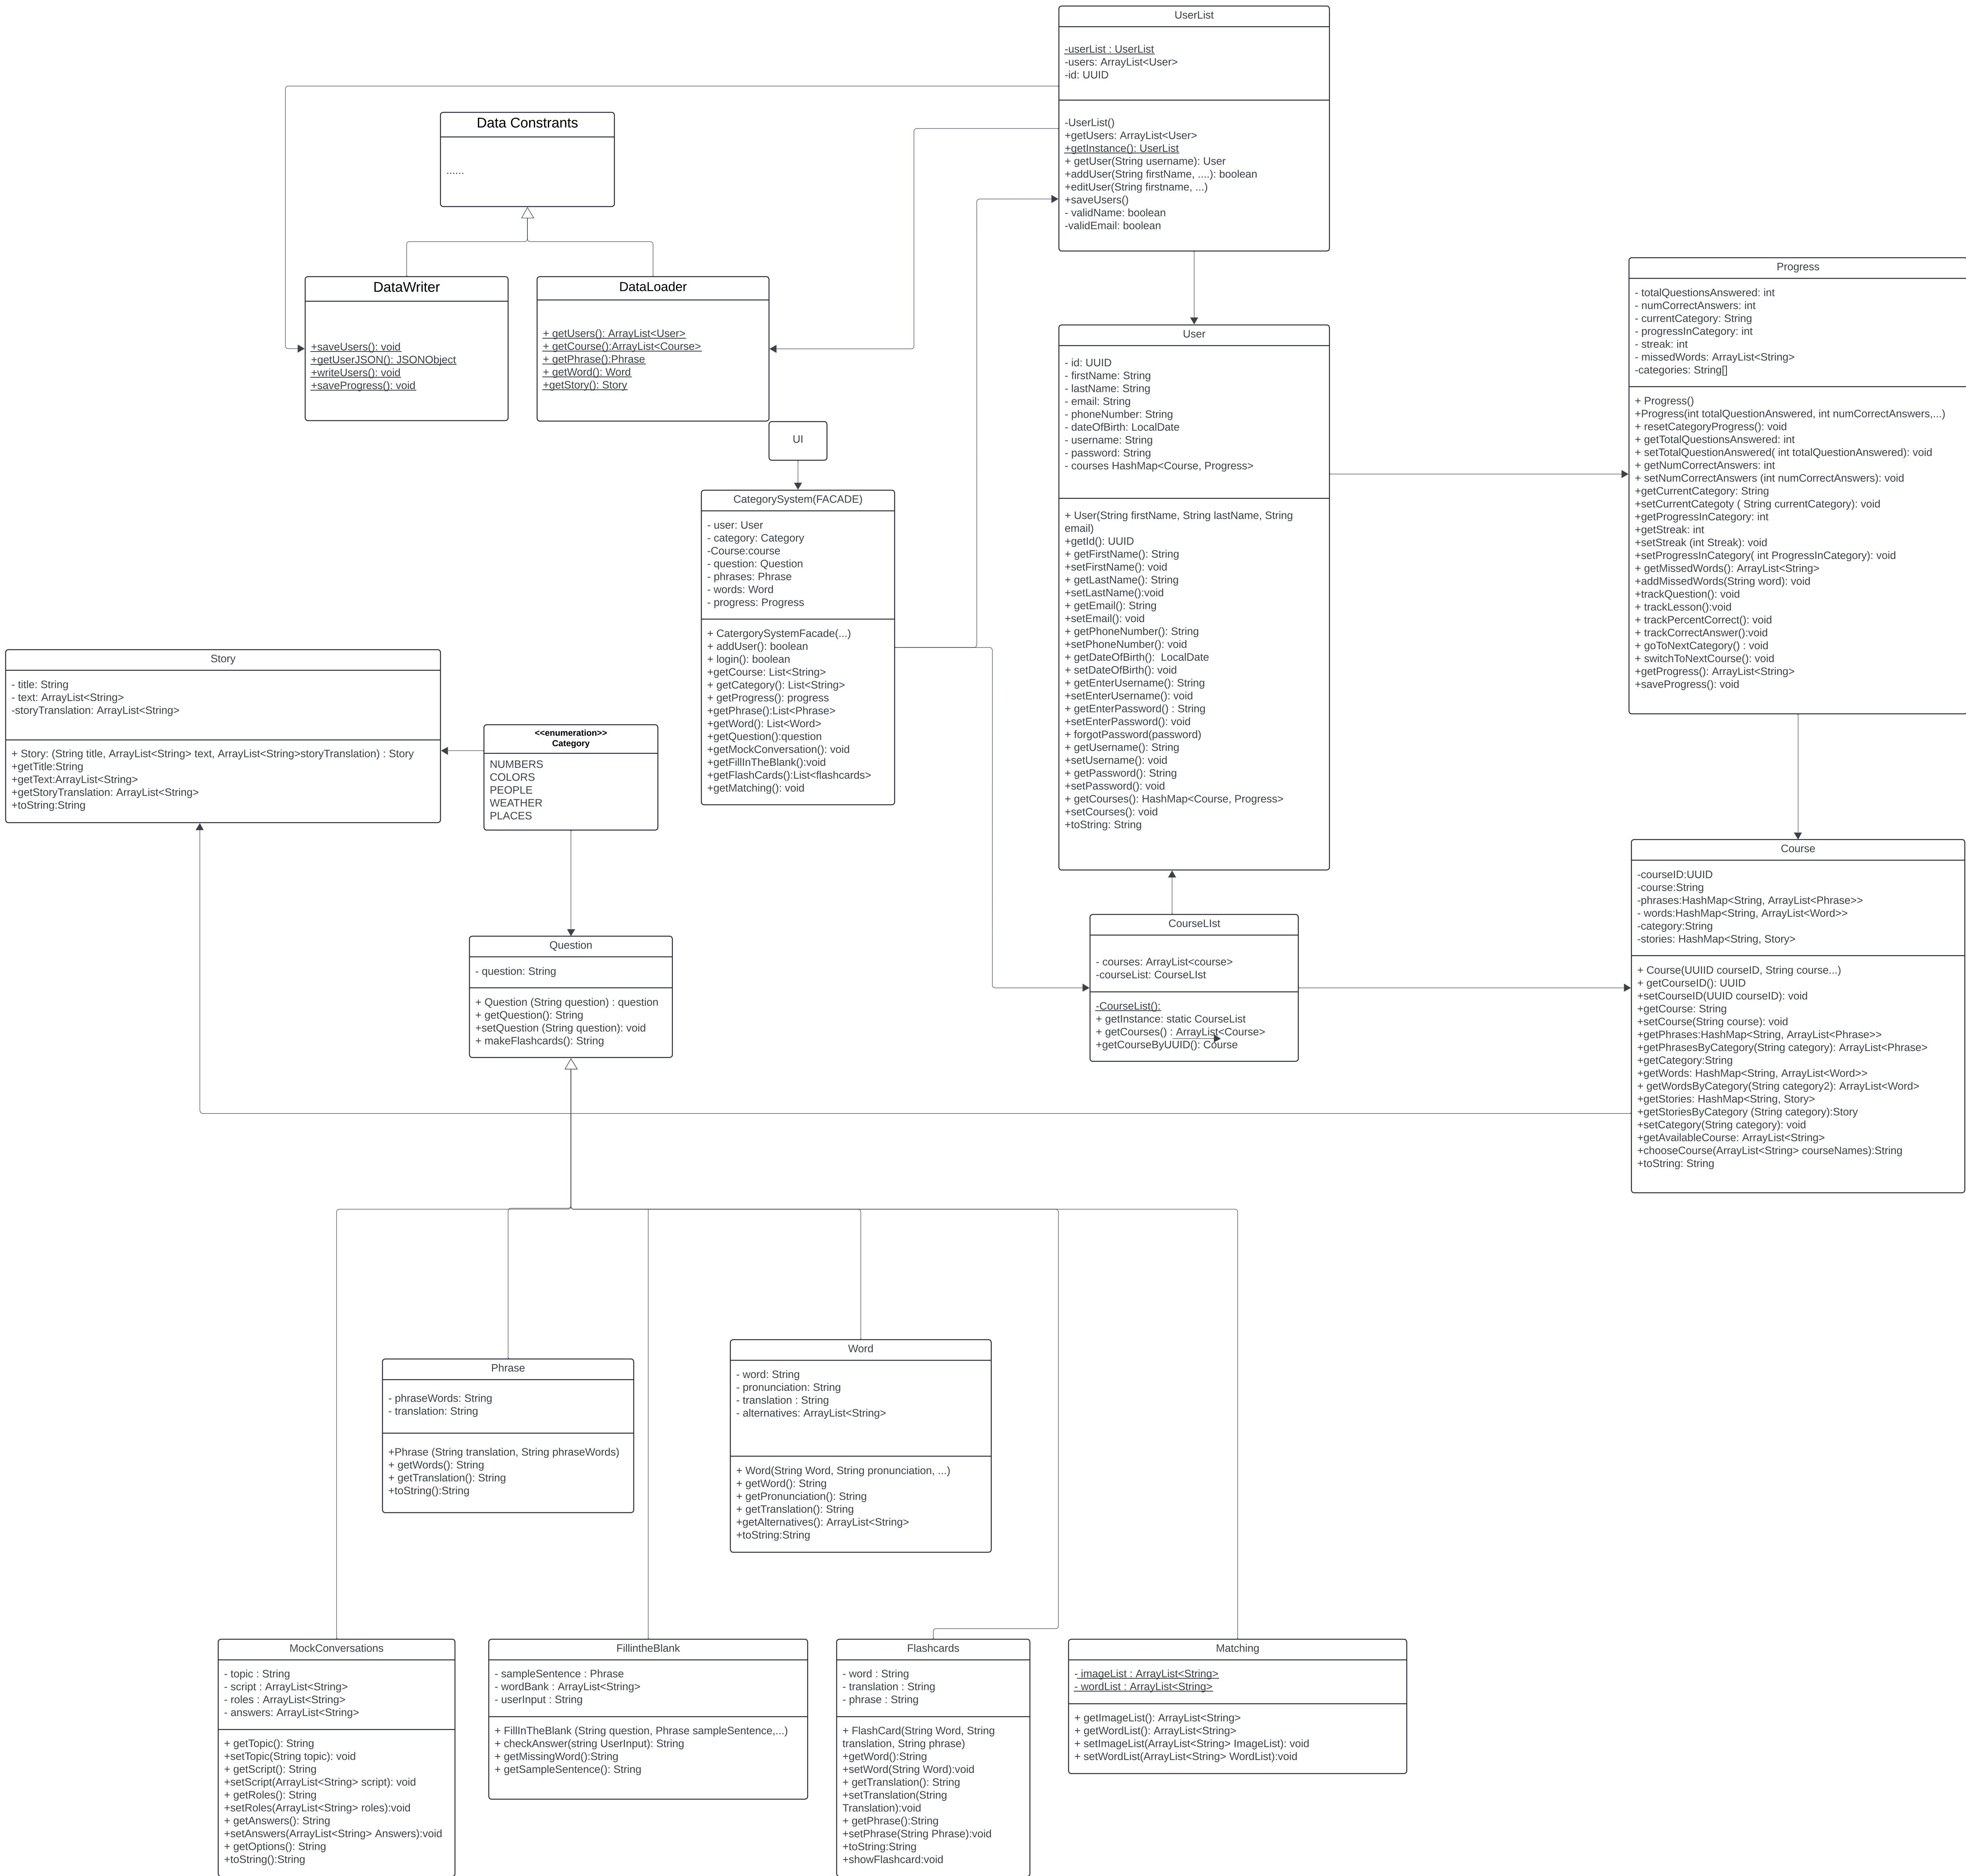 UserList
-userList : UserList
-users: ArrayList<User>
-id: UUID
-UserList()
+getUsers: ArrayList<User>
+getInstance(): UserList
+ getUser(String username): User
+addUser(String firstName, ....): boolean
+editUser(String firstname, ...)
+saveUsers()
- validName: boolean
-validEmail: boolean
Data Constrants
......
DataWriter
+saveUsers(): void
+getUserJSON(): JSONObject
+writeUsers(): void
+saveProgress(): void
DataLoader
+ getUsers(): ArrayList<User>
+ getCourse():ArrayList<Course>
+ getPhrase():Phrase
+ getWord(): Word
+getStory(): Story
UI
CategorySystem(FACADE)
- user: User
- category: Category
-Course:course
- question: Question
- phrases: Phrase
- words: Word
- progress: Progress
+ CatergorySystemFacade(...)
+ addUser(): boolean
+ login(): boolean
+getCourse: List<String>
+ getCategory(): List<String>
+ getProgress(): progress
+getPhrase():List<Phrase>
+getWord(): List<Word>
+getQuestion():question
+getMockConversation(): void
+getFillInTheBlank():void
+getFlashCards():List<flashcards>
+getMatching(): void
User
- id: UUID
- firstName: String
- lastName: String
- email: String
- phoneNumber: String
- dateOfBirth: LocalDate
- username: String
- password: String
- courses HashMap<Course, Progress>
+ User(String firstName, String lastName, String
email)
+getId(): UUID
+ getFirstName(): String
+setFirstName(): void
+ getLastName(): String
+setLastName():void
+ getEmail(): String
+setEmail(): void
+ getPhoneNumber(): String
+setPhoneNumber(): void
+ getDateOfBirth():  LocalDate
+ setDateOfBirth(): void
+ getEnterUsername(): String
+setEnterUsername(): void
+ getEnterPassword() : String
+setEnterPassword(): void
+ forgotPassword(password)
+ getUsername(): String
+setUsername(): void
+ getPassword(): String
+setPassword(): void
+ getCourses(): HashMap<Course, Progress>
+setCourses(): void
+toString: String
Progress
- totalQuestionsAnswered: int
- numCorrectAnswers: int
- currentCategory: String
- progressInCategory: int
- streak: int
- missedWords: ArrayList<String>
-categories: String[]
+ Progress()
+Progress(int totalQuestionAnswered, int numCorrectAnswers,...)
+ resetCategoryProgress(): void
+ getTotalQuestionsAnswered: int
+ setTotalQuestionAnswered( int totalQuestionAnswered): void
+ getNumCorrectAnswers: int
+ setNumCorrectAnswers (int numCorrectAnswers): void
+getCurrentCategory: String
+setCurrentCategoty ( String currentCategory): void
+getProgressInCategory: int
+getStreak: int
+setStreak (int Streak): void
+setProgressInCategory( int ProgressInCategory): void
+ getMissedWords(): ArrayList<String>
+addMissedWords(String word): void
+trackQuestion(): void
+ trackLesson():void
+ trackPercentCorrect(): void
+ trackCorrectAnswer():void
+ goToNextCategory() : void
+ switchToNextCourse(): void
+getProgress(): ArrayList<String>
+saveProgress(): void
Story
- title: String
- text: ArrayList<String>
-storyTranslation: ArrayList<String>
+ Story: (String title, ArrayList<String> text, ArrayList<String>storyTranslation) : Story
+getTitle:String
+getText:ArrayList<String>
+getStoryTranslation: ArrayList<String>
+toString:String
<<enumeration>>
Category
NUMBERS
COLORS
PEOPLE
WEATHER
PLACES
Question
- question: String
+ Question (String question) : question
+ getQuestion(): String
+setQuestion (String question): void
+ makeFlashcards(): String
CourseLIst
- courses: ArrayList<course>
-courseList: CourseLIst
-CourseList():
+ getInstance: static CourseList
+ getCourses() : ArrayList<Course>
+getCourseByUUID(): Course
Course
-courseID:UUID
-course:String
-phrases:HashMap<String, ArrayList<Phrase>>
- words:HashMap<String, ArrayList<Word>>
-category:String
-stories: HashMap<String, Story>
+ Course(UUIID courseID, String course...)
+ getCourseID(): UUID
+setCourseID(UUID courseID): void
+getCourse: String
+setCourse(String course): void
+getPhrases:HashMap<String, ArrayList<Phrase>>
+getPhrasesByCategory(String category): ArrayList<Phrase>
+getCategory:String
+getWords: HashMap<String, ArrayList<Word>>
+ getWordsByCategory(String category2): ArrayList<Word>
+getStories: HashMap<String, Story>
+getStoriesByCategory (String category):Story
+setCategory(String category): void
+getAvailableCourse: ArrayList<String>
+chooseCourse(ArrayList<String> courseNames):String
+toString: String
Phrase
- phraseWords: String
- translation: String
+Phrase (String translation, String phraseWords)
+ getWords(): String
+ getTranslation(): String
+toString():String
Word
- word: String
- pronunciation: String
- translation : String
- alternatives: ArrayList<String>
+ Word(String Word, String pronunciation, ...)
+ getWord(): String
+ getPronunciation(): String
+ getTranslation(): String
+getAlternatives(): ArrayList<String>
+toString:String
MockConversations
- topic : String
- script : ArrayList<String>
- roles : ArrayList<String>
- answers: ArrayList<String>
+ getTopic(): String
+setTopic(String topic): void
+ getScript(): String
+setScript(ArrayList<String> script): void
+ getRoles(): String
+setRoles(ArrayList<String> roles):void
+ getAnswers(): String
+setAnswers(ArrayList<String> Answers):void
+ getOptions(): String
+toString():String
FillintheBlank
- sampleSentence : Phrase
- wordBank : ArrayList<String>
- userInput : String
+ FillInTheBlank (String question, Phrase sampleSentence,...)
+ checkAnswer(string UserInput): String
+ getMissingWord():String
+ getSampleSentence(): String
Flashcards
- word : String
- translation : String
- phrase : String
+ FlashCard(String Word, String
translation, String phrase)
+getWord():String
+setWord(String Word):void
+ getTranslation(): String
+setTranslation(String
Translation):void
+ getPhrase():String
+setPhrase(String Phrase):void
+toString:String
+showFlashcard:void
Matching
- imageList : ArrayList<String>
- wordList : ArrayList<String>
+ getImageList(): ArrayList<String>
+ getWordList(): ArrayList<String>
+ setImageList(ArrayList<String> ImageList): void
+ setWordList(ArrayList<String> WordList):void